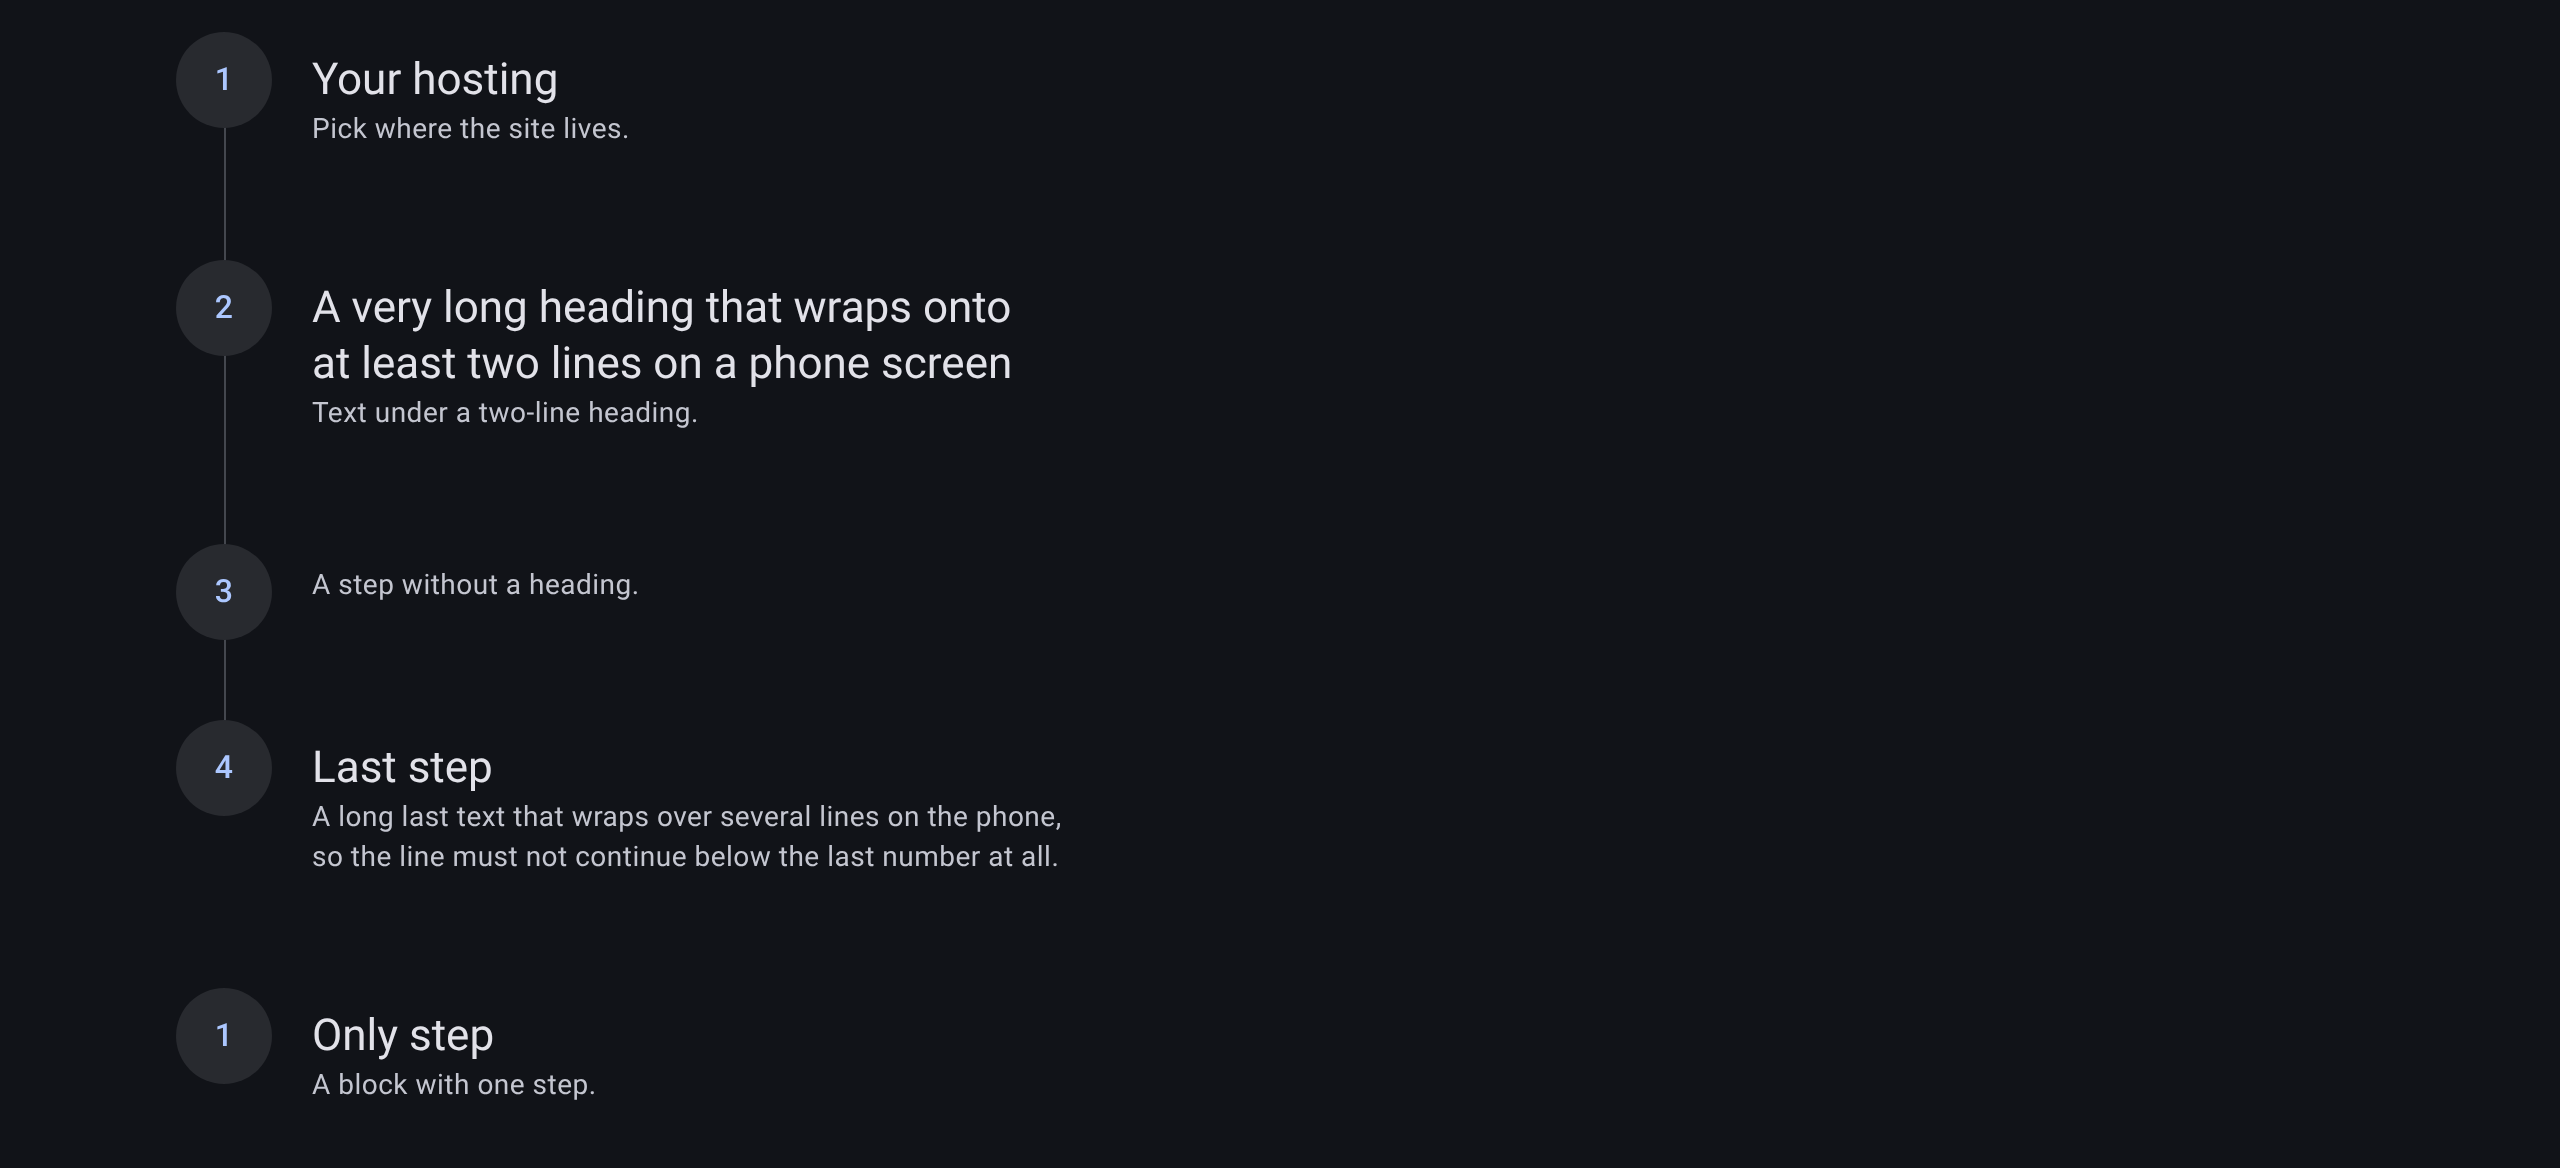 1
Your hosting
Pick where the site lives.
2
A very long heading that wraps onto
at least two lines on a phone screen
Text under a two-line heading.
3
A step without a heading.
4
Last step
A long last text that wraps over several lines on the phone,
so the line must not continue below the last number at all.
1
Only step
A block with one step.